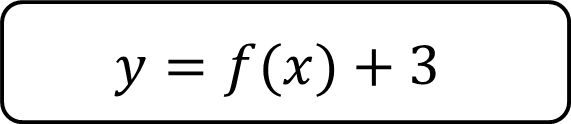 y = f(x) + 3